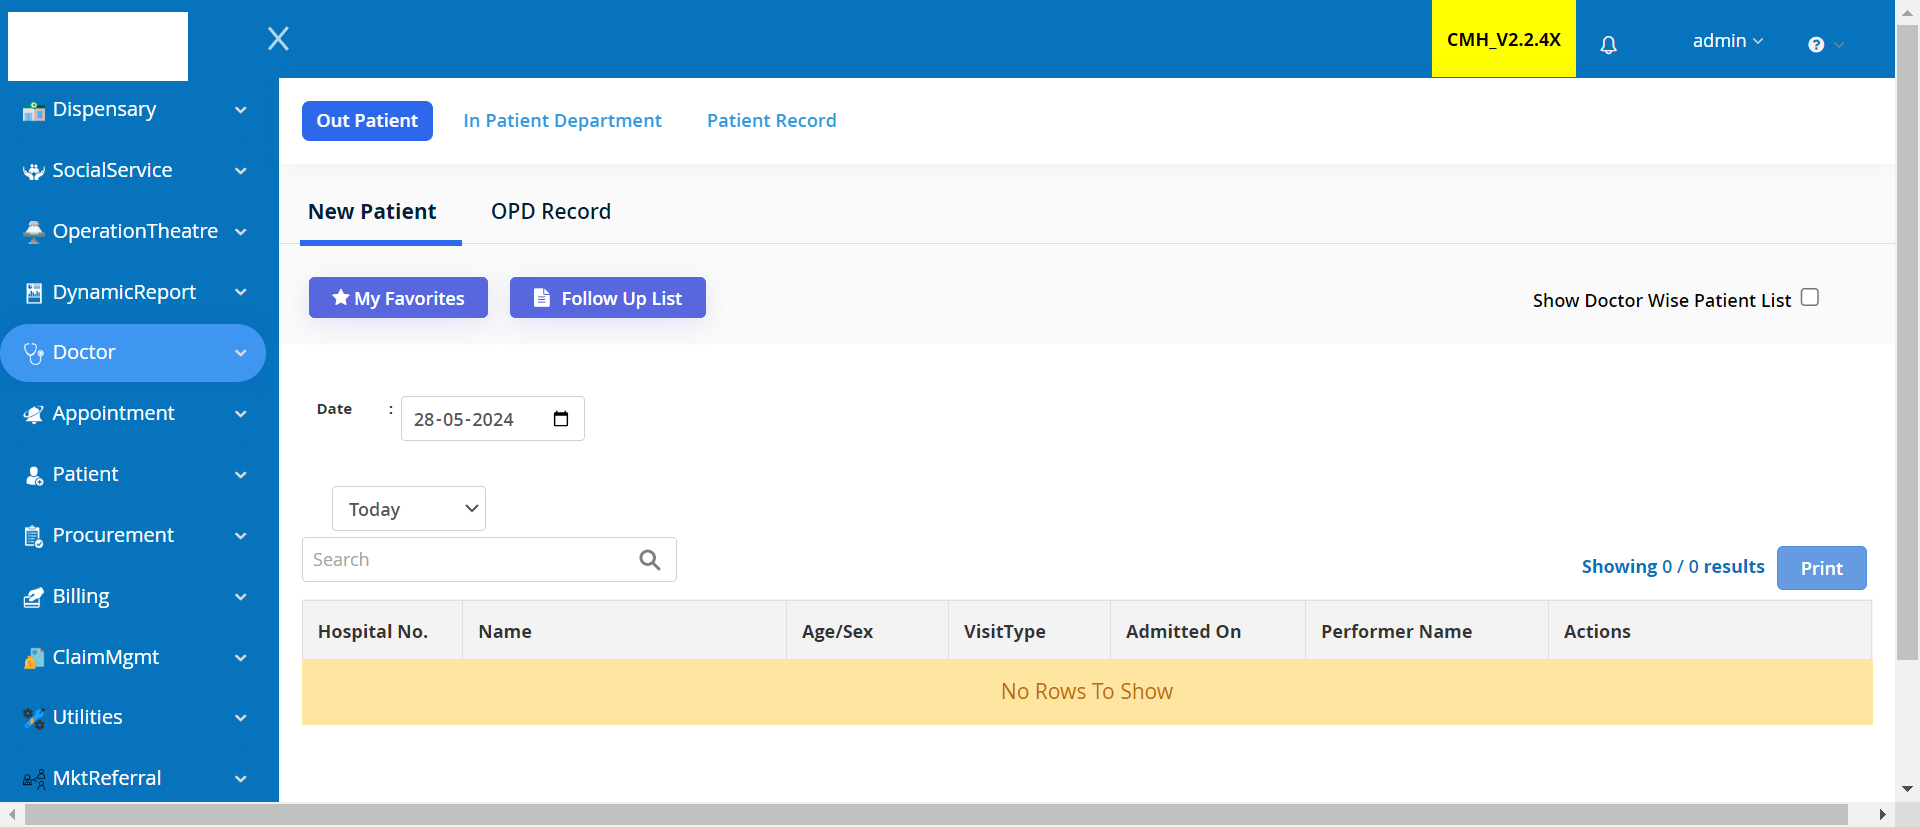 CMH_V2.2.4X
admin
Dispensary
SocialService
OperationTheatre
DynamicReport
Doctor
Appointment
Patient
Procurement
Billing
ClaimMgmt
Utilities
MktReferral
Out Patient
In Patient Department
Patient Record
New Patient
OPD Record
My Favorites
Follow Up List
Show Doctor Wise Patient List
Date : 28-05-2024
Today
Search
Showing 0 / 0 results
Print
Hospital No. Name Age/Sex VisitType Admitted On Performer Name Actions
No Rows To Show